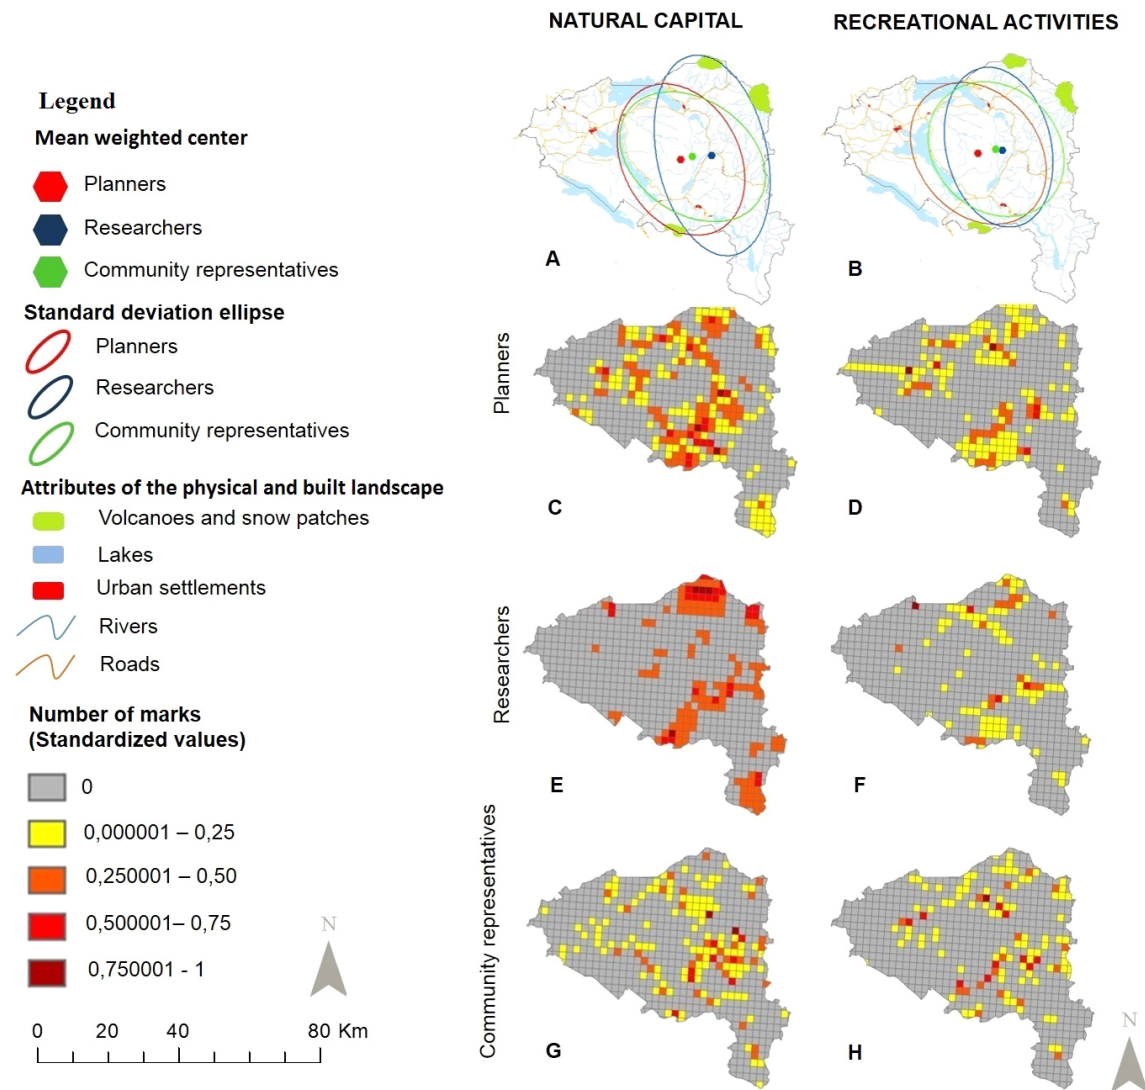 NATURAL CAPITAL
RECREATIONAL ACTIVITIES
Legend
Mean weighted center
Planners
Researchers
Community representatives
Standard deviation ellipse
Planners
Researchers
Community representatives
Attributes of the physical and built landscape
Volcanoes and snow patches
Lakes
Urban settlements
Rivers
Roads
Number of marks
(Standardized values)
0
0,000001 – 0,25
0,250001 – 0,50
0,500001– 0,75
0,750001 - 1
N
0 20 40 80 Km
A
B
Planners
C
D
Researchers
E
F
Community representatives
G
H
N